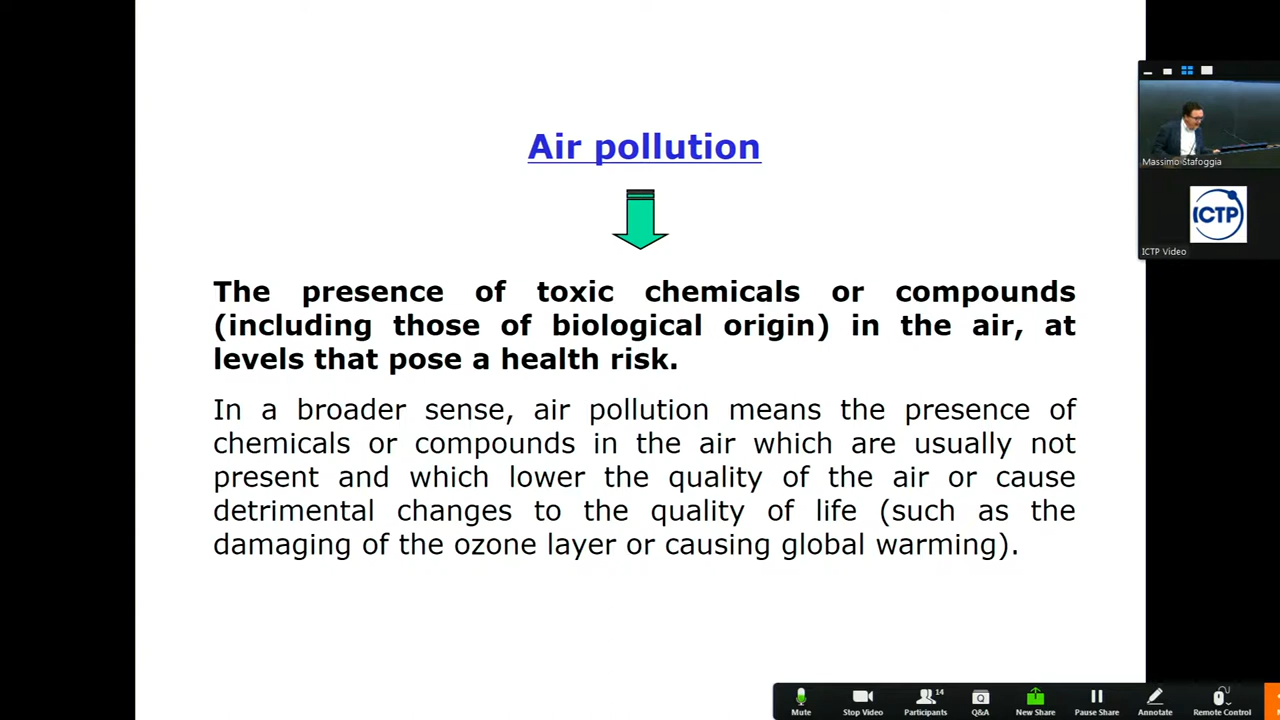 Air pollution
The presence of toxic chemicals or compounds
(including those of biological origin) in the air, at
levels that pose a health risk.
In a broader sense, air pollution means the presence of
chemicals or compounds in the air which are usually not
present and which lower the quality of the air or cause
detrimental changes to the quality of life (such as the
damaging of the ozone layer or causing global warming).
Massimo Stafoggia
ICTP
ICTP Video
Mute
Stop Video
14
Participants
Q
Q&A
New Share
Pause Share
Annotate
Remote Control